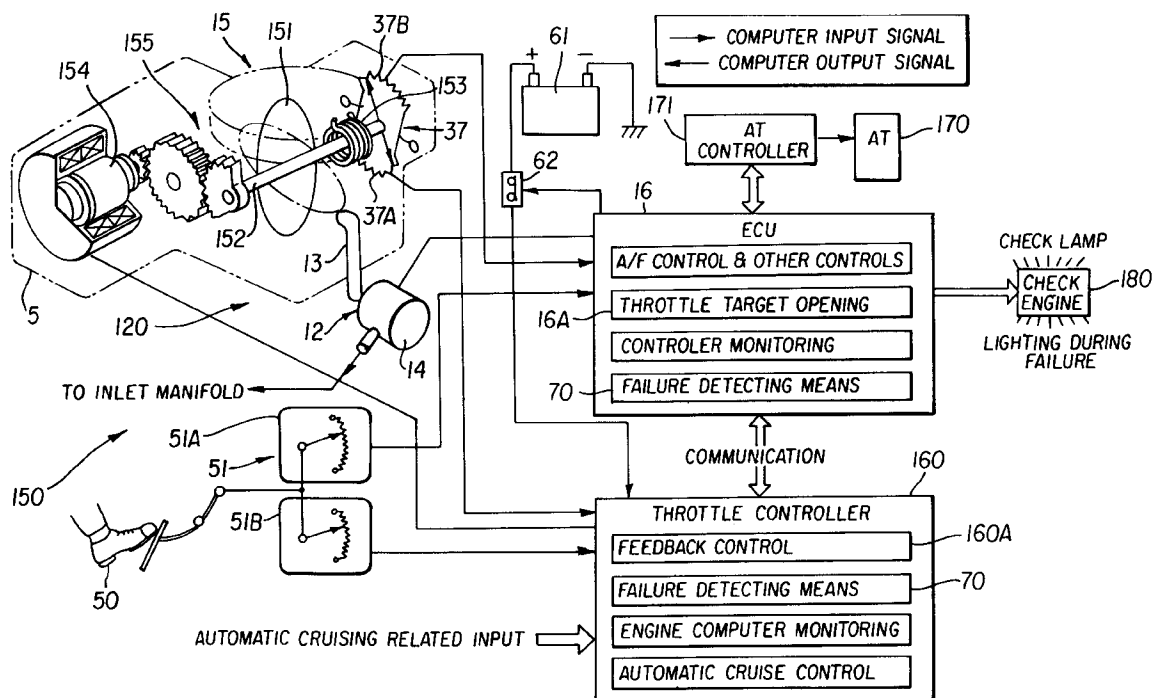 15
151
37B
155
154
153
37
37A
152
13
5
120
12
14
TO INLET MANIFOLD
+
−
61
62
COMPUTER INPUT SIGNAL
COMPUTER OUTPUT SIGNAL
171
AT
CONTROLLER
AT
170
16
ECU
A/F CONTROL & OTHER CONTROLS
THROTTLE TARGET OPENING
16A
CONTROLER MONITORING
70
FAILURE DETECTING MEANS
CHECK LAMP
CHECK
ENGINE
180
LIGHTING DURING
FAILURE
COMMUNICATION
150
51A
51
51B
50
160
THROTTLE CONTROLLER
FEEDBACK CONTROL
160A
FAILURE DETECTING MEANS
70
ENGINE COMPUTER MONITORING
AUTOMATIC CRUISE CONTROL
AUTOMATIC CRUISING RELATED INPUT